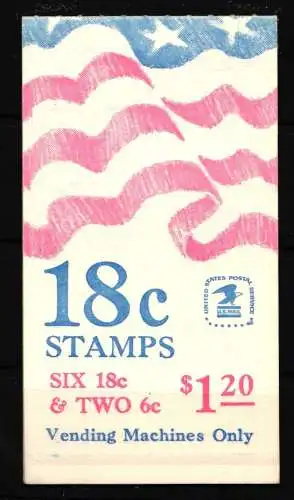 18c
UNITED STATES POSTAL SERVICE
U.S. MAIL
STAMPS
SIX 18c
& TWO 6c
$1 20
Vending Machines Only